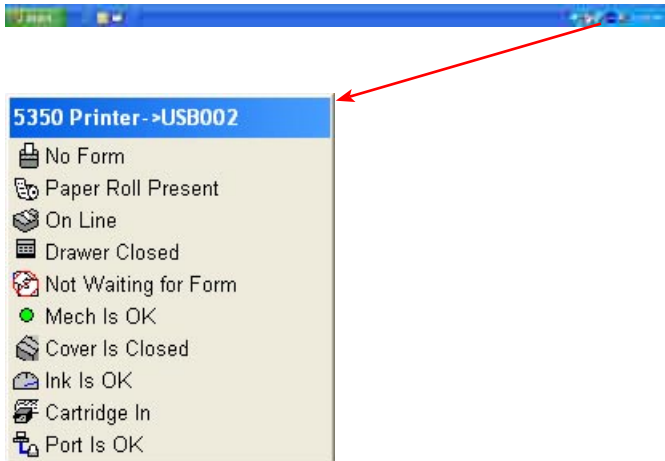 5350 Printer->USB002
No Form
Paper Roll Present
On Line
Drawer Closed
Not Waiting for Form
Mech Is OK
Cover Is Closed
Ink Is OK
Cartridge In
Port Is OK